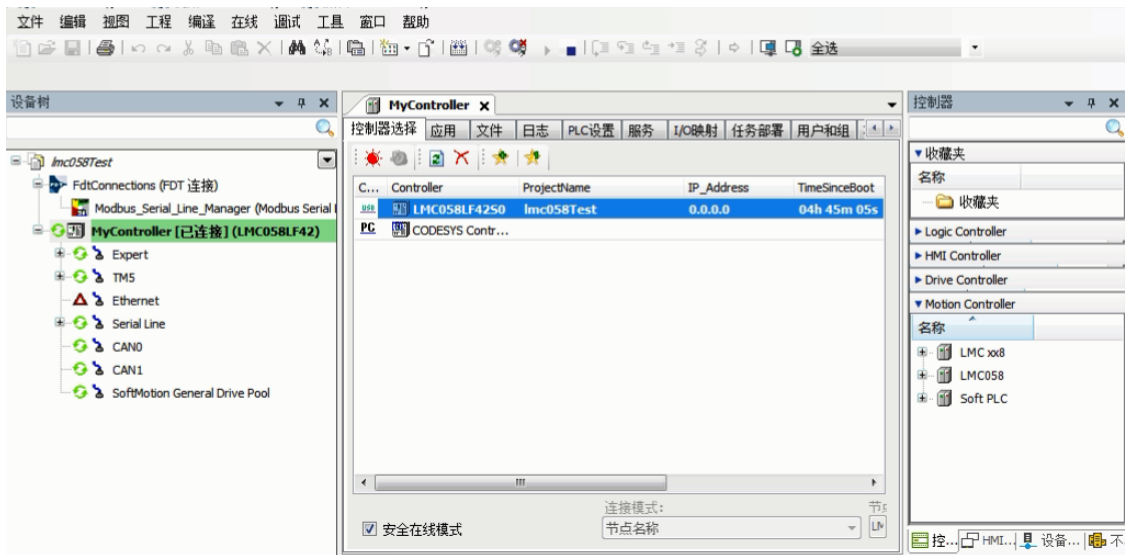 文件 编辑 视图 工程 编译 在线 调试 工具 窗口 帮助
全选
设备树
lmc058Test
FdtConnections (FDT 连接)
Modbus_Serial_Line_Manager (Modbus Serial
MyController [已连接] (LMC058LF42)
Expert
TM5
Ethernet
Serial Line
CAN0
CAN1
SoftMotion General Drive Pool
MyController
控制器选择 应用 文件 日志 PLC设置 服务 I/O映射 任务部署 用户和组
C... Controller ProjectName IP_Address TimeSinceBoot
USB LMC058LF42S0 lmc058Test 0.0.0.0 04h 45m 05s
PC CODESYS Contr...
安全在线模式
连接模式:
节点名称
控制器
收藏夹
名称
收藏夹
Logic Controller
HMI Controller
Drive Controller
Motion Controller
名称
LMC xx8
LMC058
Soft PLC
控... HMI... 设备... 不